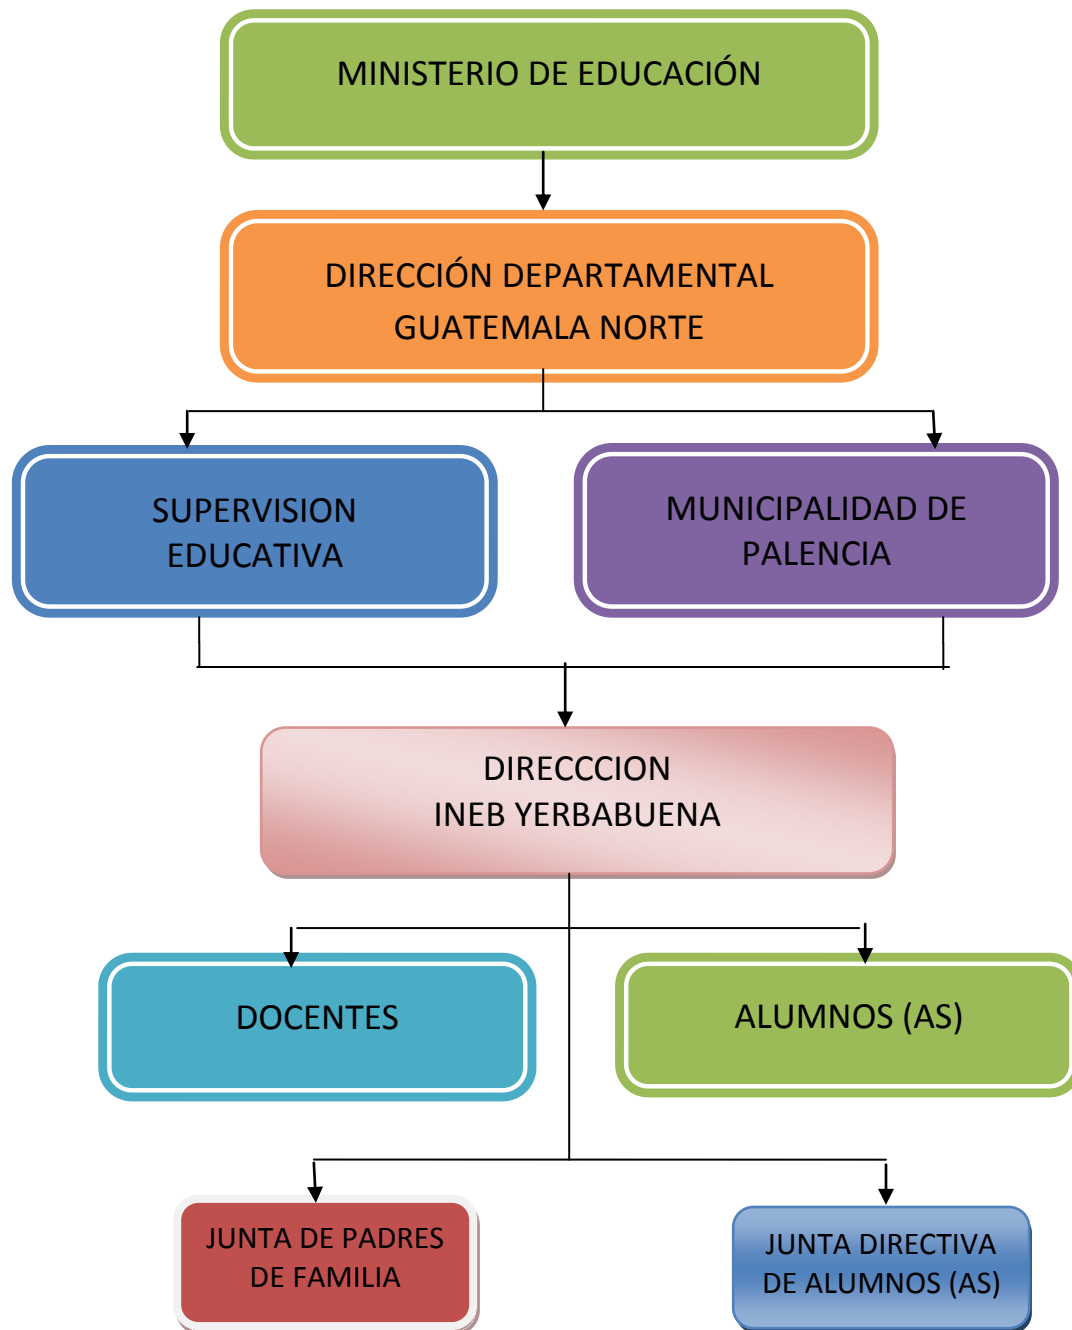 MINISTERIO DE EDUCACIÓN
DIRECCIÓN DEPARTAMENTAL
GUATEMALA NORTE
SUPERVISION
EDUCATIVA
MUNICIPALIDAD DE
PALENCIA
DIRECCCION
INEB YERBABUENA
DOCENTES
ALUMNOS (AS)
JUNTA DE PADRES
DE FAMILIA
JUNTA DIRECTIVA
DE ALUMNOS (AS)